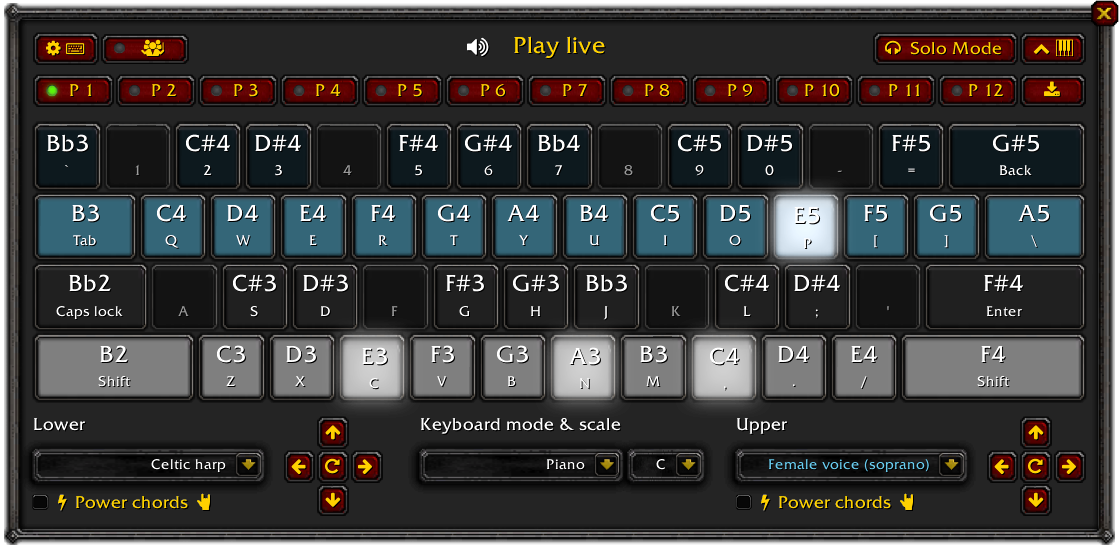 Play live
Solo Mode
P 1 P 2 P 3 P 4 P 5 P 6 P 7 P 8 P 9 P 10 P 11 P 12
Bb3 C#4 D#4 F#4 G#4 Bb4 C#5 D#5 F#5 G#5
` 1 2 3 4 5 6 7 8 9 0 - = Back
B3 C4 D4 E4 F4 G4 A4 B4 C5 D5 E5 F5 G5 A5
Tab Q W E R T Y U I O P [ ] \
Bb2 C#3 D#3 F#3 G#3 Bb3 C#4 D#4 F#4
Caps lock A S D F G H J K L ; ' Enter
B2 C3 D3 E3 F3 G3 A3 B3 C4 D4 E4 F4
Shift Z X C V B N M , . / Shift
Lower Keyboard mode & scale Upper
Celtic harp Piano C Female voice (soprano)
Power chords Power chords